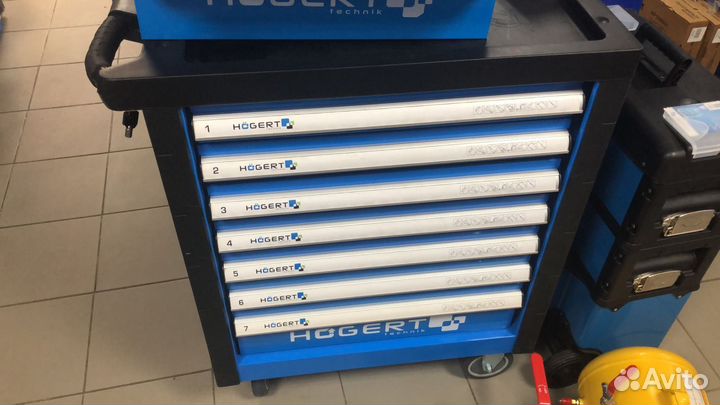 HÖGERT
technik
1 HÖGERT
2 HÖGERT
3 HÖGERT
4 HÖGERT
5 HÖGERT
6 HÖGERT
7 HÖGERT
HÖGERT
technik
Avito